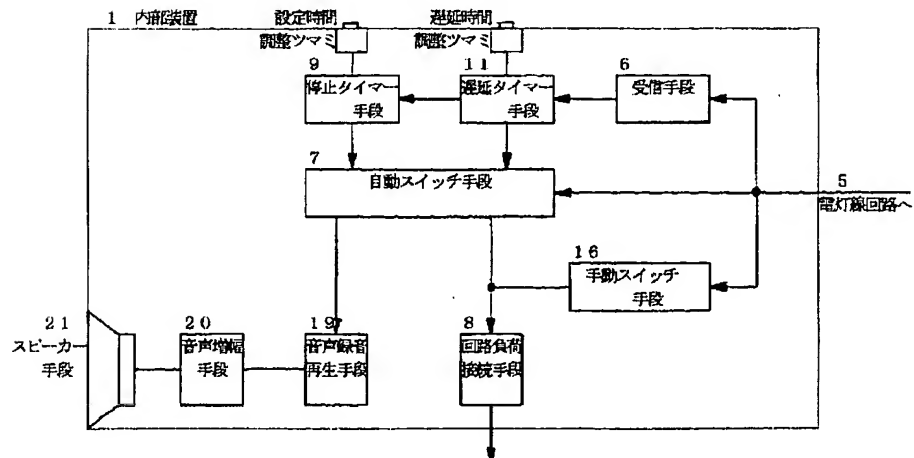 1 内部装置
設定時間
調整ツマミ
遅延時間
調整ツマミ
9
停止タイマー
手段
11
遅延タイマー
手段
6
受信手段
7
自動スイッチ手段
5
電灯線回路へ
16
手動スイッチ
手段
21
スピーカー
手段
20
音声増幅
手段
19
音声録音
再生手段
8
回路負荷
接続手段